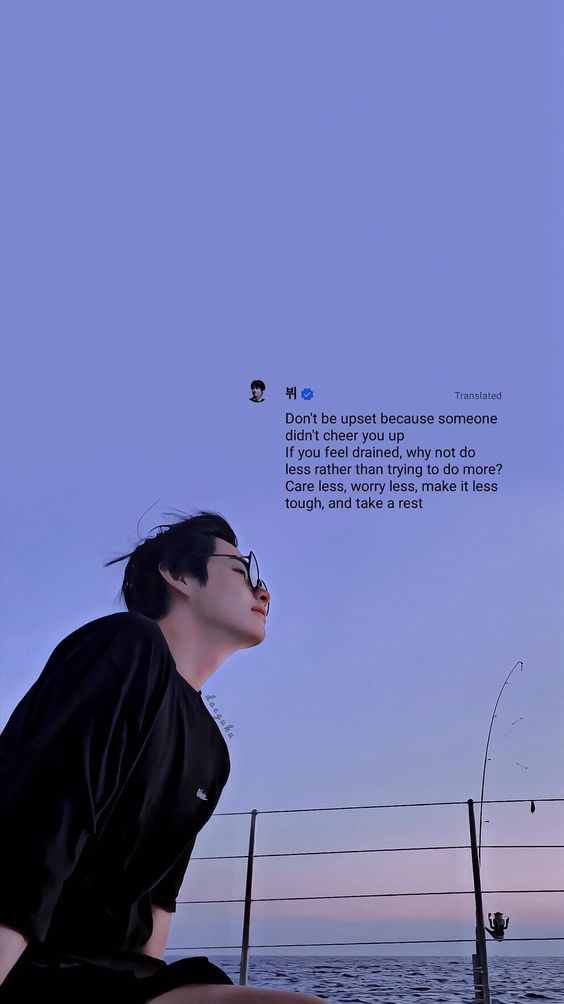 뷔
Translated
Don't be upset because someone
didn't cheer you up
If you feel drained, why not do
less rather than trying to do more?
Care less, worry less, make it less
tough, and take a rest
daeguku